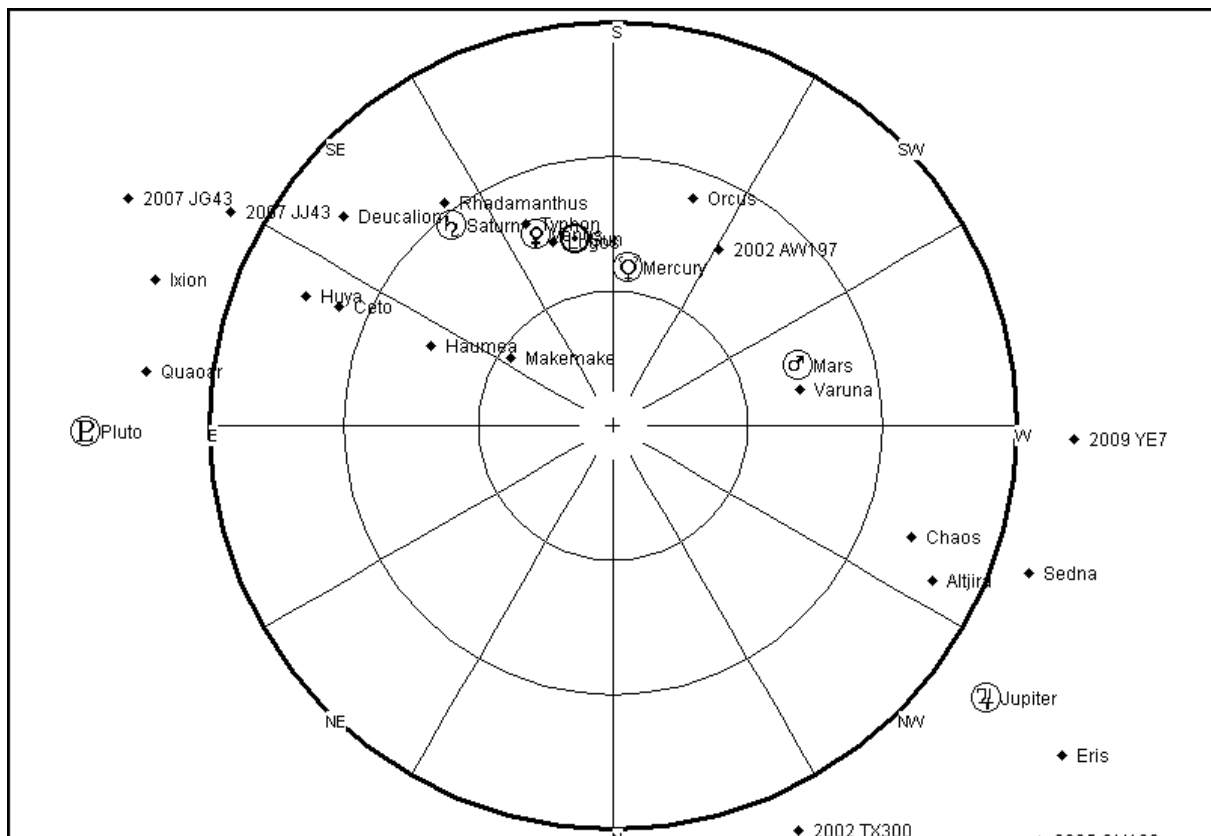 S
SE
SW
2007 JG43
2007 JJ43
Deucalion
Rhadamanthus
Orcus
Saturn
Typhon
Sun
2002 AW197
Mercury
Ixion
Huya
Ceto
Haumea
Makemake
Mars
Varuna
Quaoar
Pluto
E
W
2009 YE7
Chaos
Altjira
Sedna
NE
NW
Jupiter
Eris
2002 TX300